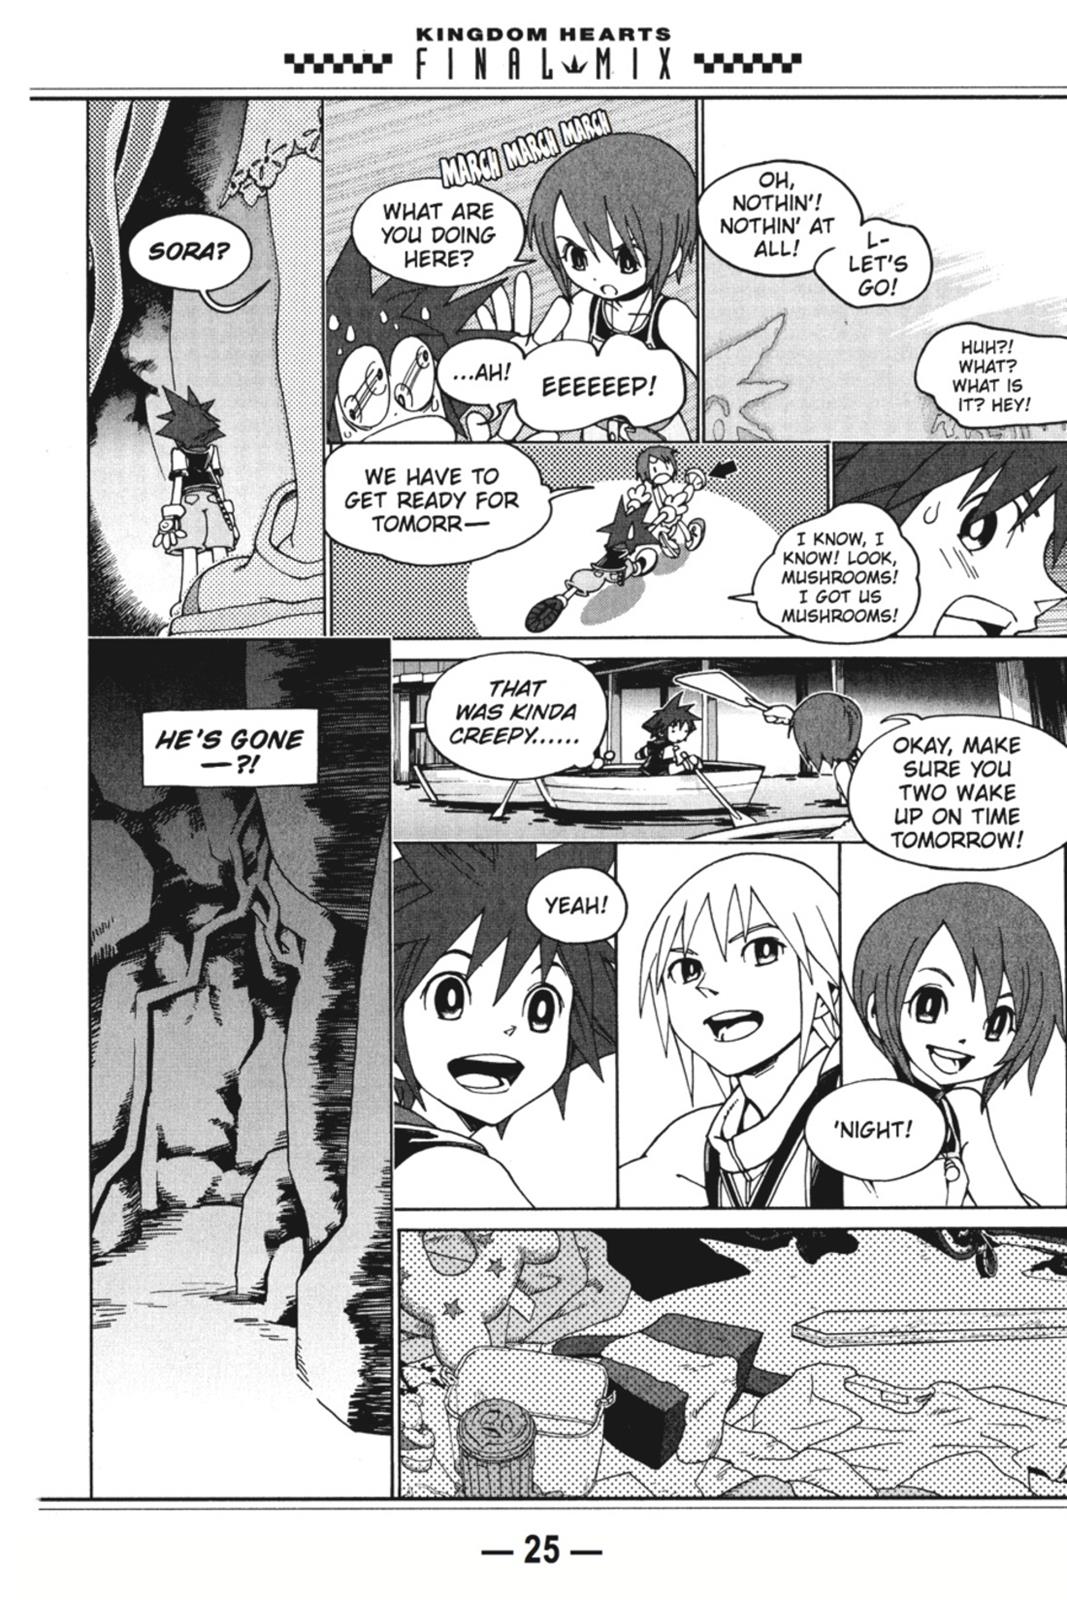 KINGDOM HEARTS
FINAL MIX
SORA?
MARCH MARCH MARCH
WHAT ARE
YOU DOING
HERE?
...AH!
EEEEEEP!
OH,
NOTHIN'!
NOTHIN' AT
ALL!
L-
LET'S
GO!
HUH?!
WHAT?
WHAT IS
IT? HEY!
WE HAVE TO
GET READY FOR
TOMORR—
I KNOW, I
KNOW! LOOK,
MUSHROOMS!
I GOT US
MUSHROOMS!
HE'S GONE
—?!
THAT
WAS KINDA
CREEPY......
OKAY, MAKE
SURE YOU
TWO WAKE
UP ON TIME
TOMORROW!
YEAH!
'NIGHT!
— 25 —